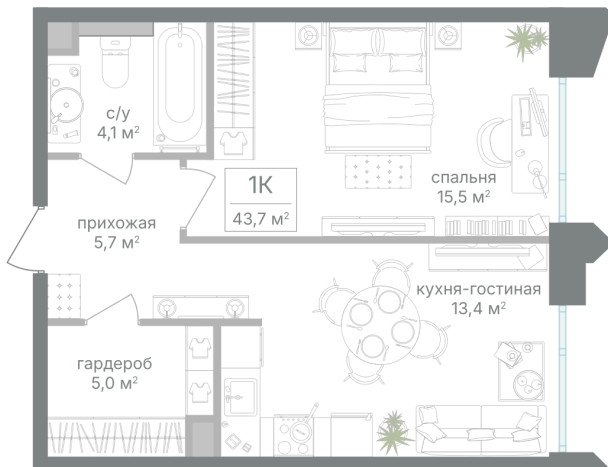 с/у
4,1 м²
1К
43,7 м²
спальня
15,5 м²
прихожая
5,7 м²
кухня-гостиная
13,4 м²
гардероб
5,0 м²